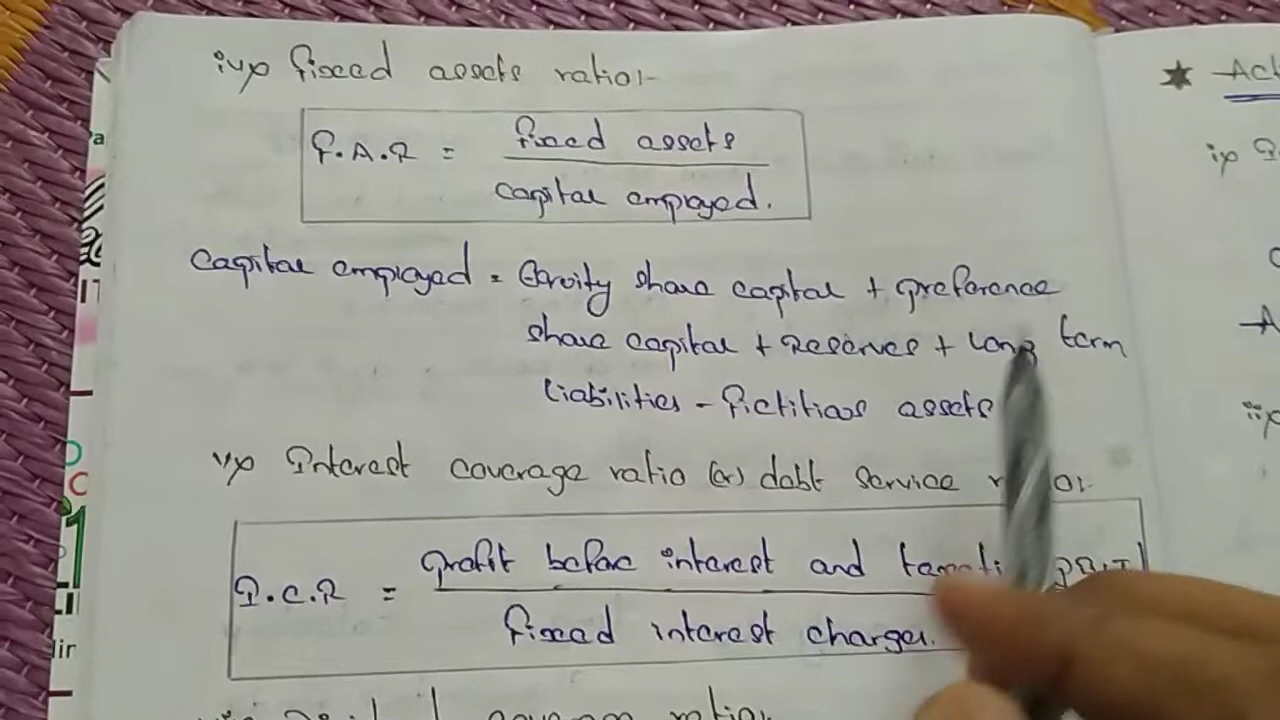 iv) fixed assets ratio:-
F.A.R = fixed assets
capital employed.
capital employed = Equity share capital + preference
share capital + Reserves + Long term
liabilities - fictitious assets
v) Interest coverage ratio (or) debt service
I.C.R = profit before interest and
fixed interest charges.
★ Act